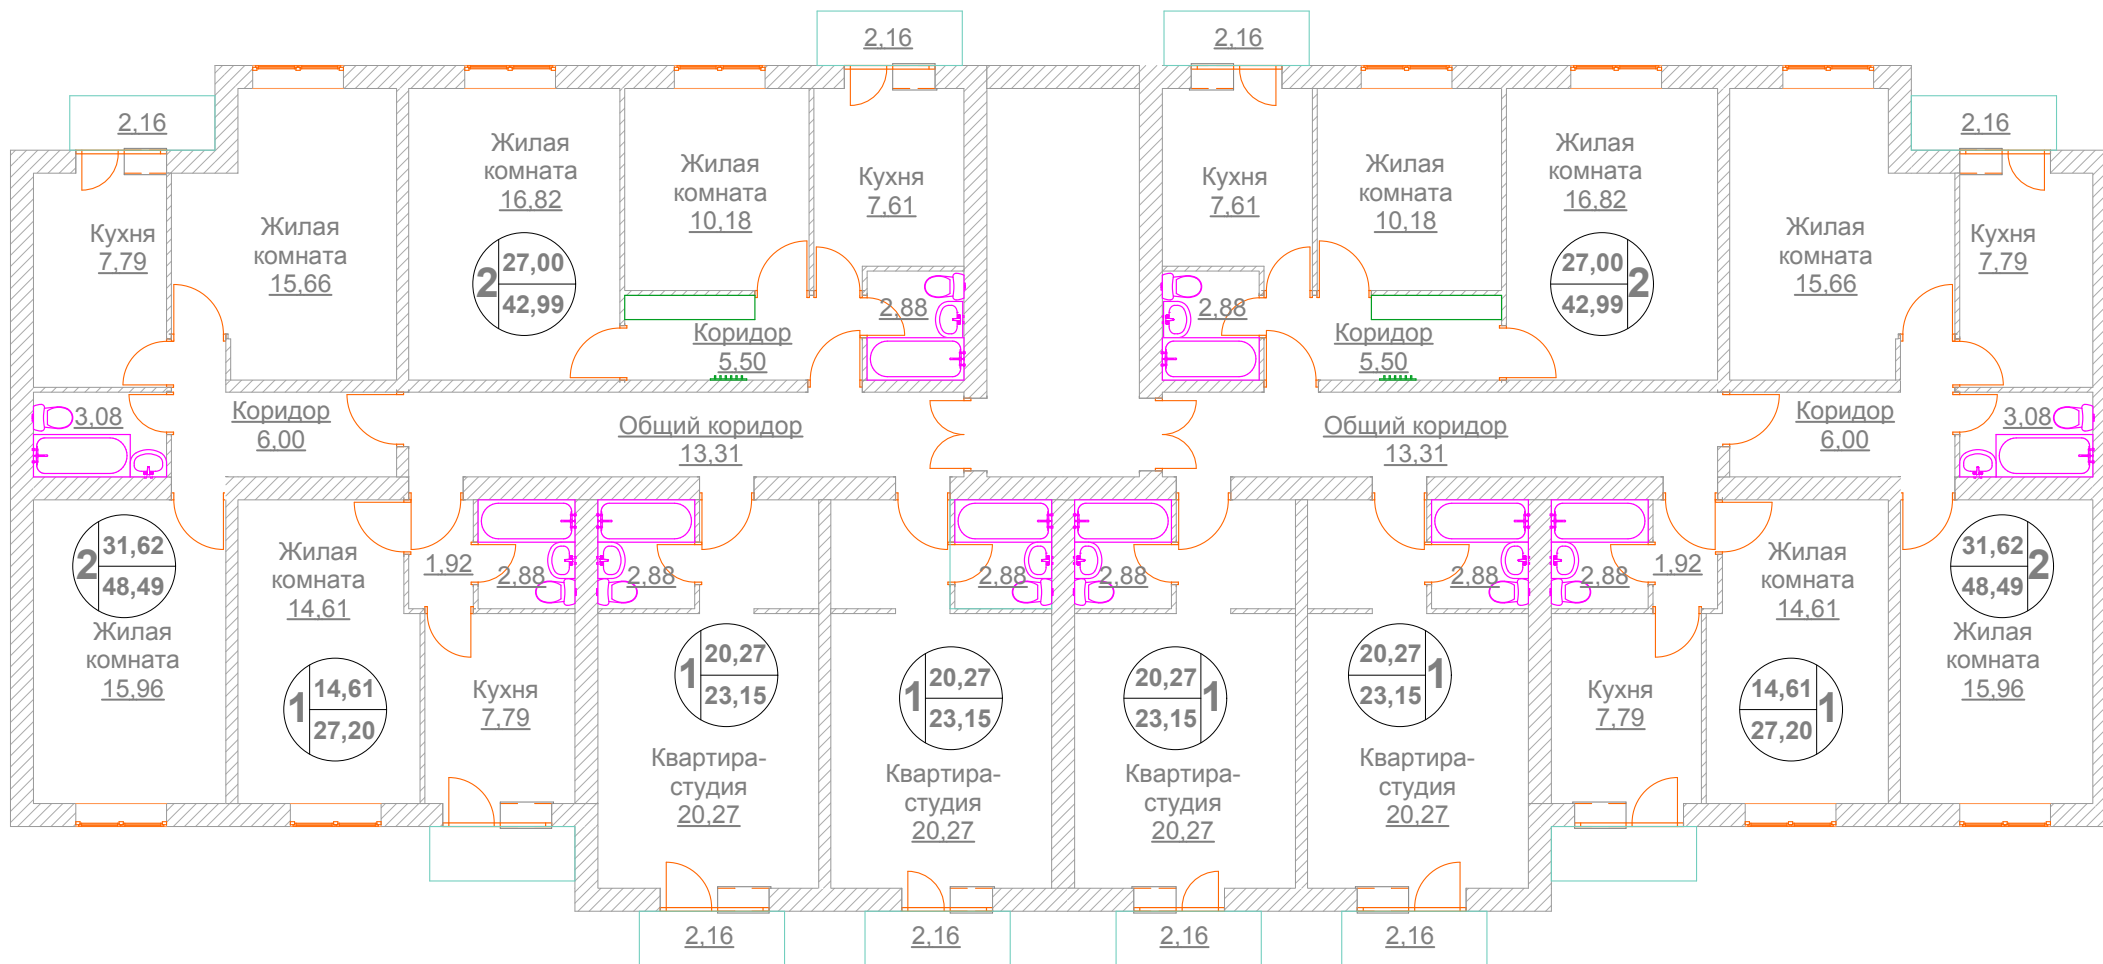 2,16
2,16
2,16
2,16
Жилая
комната
16,82
Жилая
комната
10,18
Кухня
7,61
Кухня
7,61
Жилая
комната
10,18
Жилая
комната
16,82
Кухня
7,79
Жилая
комната
15,66
2
27,00
42,99
27,00
42,99
2
Жилая
комната
15,66
Кухня
7,79
2,88
Коридор
5,50
2,88
Коридор
5,50
3,08
Коридор
6,00
Общий коридор
13,31
Общий коридор
13,31
Коридор
6,00
3,08
2
31,62
48,49
Жилая
комната
15,96
Жилая
комната
14,61
1
14,61
27,20
1,92
2,88
Кухня
7,79
2,88
1
20,27
23,15
Квартира-
студия
20,27
2,88
1
20,27
23,15
Квартира-
студия
20,27
2,88
20,27
23,15
1
Квартира-
студия
20,27
2,88
20,27
23,15
1
Квартира-
студия
20,27
2,88
1,92
Кухня
7,79
Жилая
комната
14,61
14,61
27,20
1
31,62
48,49
2
Жилая
комната
15,96
2,16
2,16
2,16
2,16